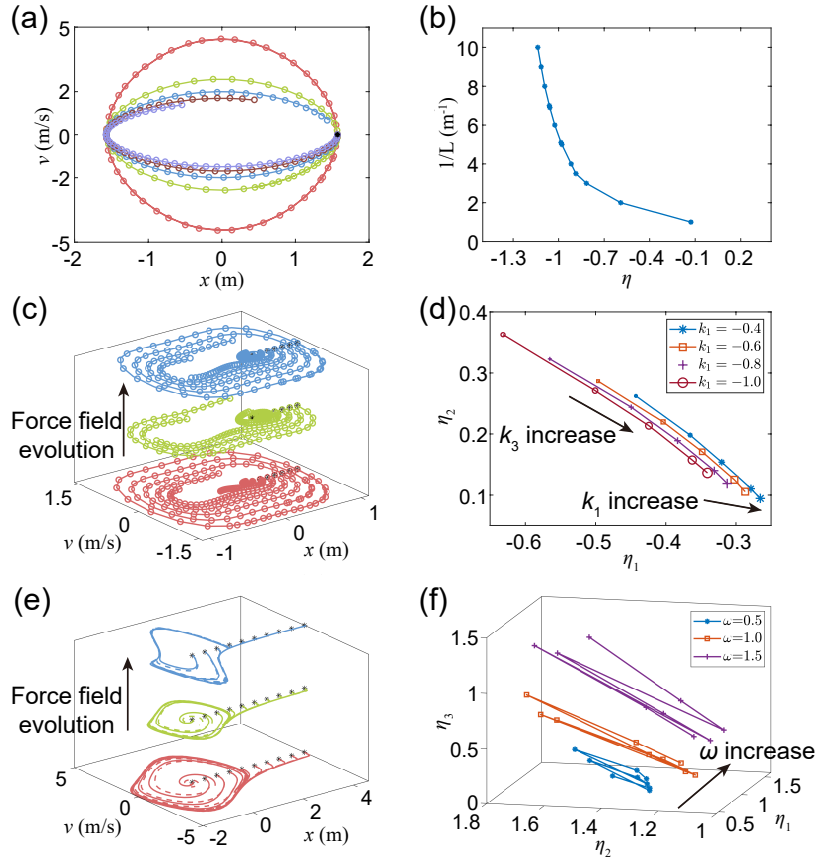 (a)
5
2
0
-2
-5
v (m/s)
-2
-1
0
1
2
x (m)
(b)
10
8
6
4
2
0
1/L (m⁻¹)
-1.3
-1
-0.7
-0.4
-0.1
0.2
η
(c)
Force field
evolution
1.5
0
-1.5
v (m/s)
-1
0
1
x (m)
(d)
0.4
0.3
0.2
0.1
η₂
k₁ = −0.4
k₁ = −0.6
k₁ = −0.8
k₁ = −1.0
k₃ increase
k₁ increase
-0.6
-0.5
-0.4
-0.3
η₁
(e)
Force field
evolution
5
0
-5
v (m/s)
-2
0
2
4
x (m)
(f)
1.5
1
0.5
0
η₃
ω=0.5
ω=1.0
ω=1.5
ω increase
1.8
1.6
1.4
1.2
1
η₂
0.5
1
1.5
η₁